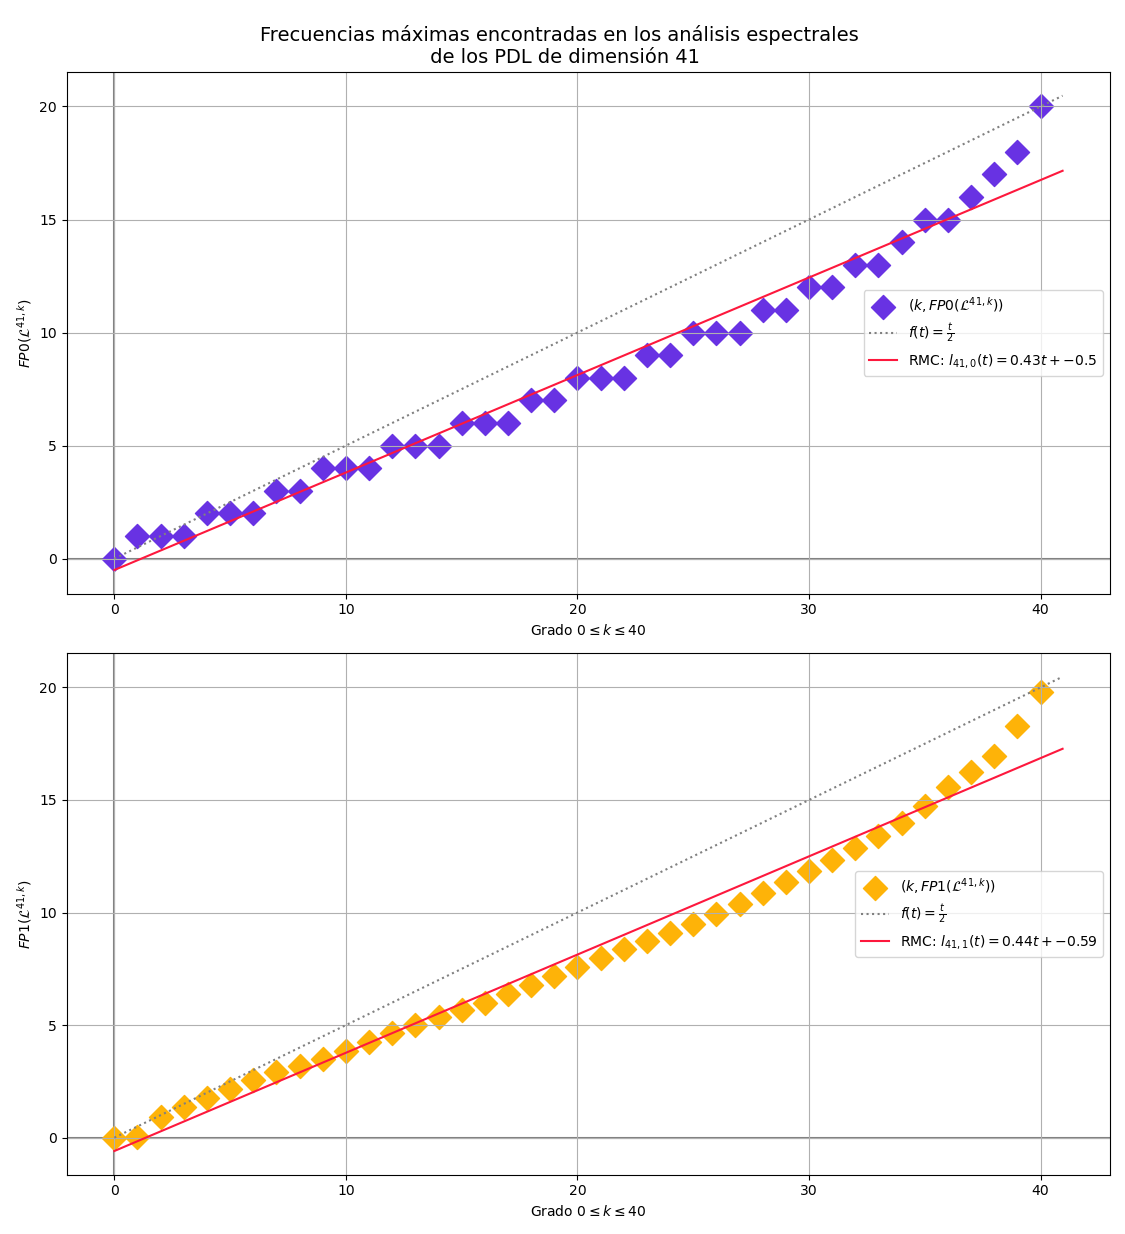 Frecuencias máximas encontradas en los análisis espectrales
de los PDL de dimensión 41
20
15
10
5
0
FP0(ℒ^{41,k})
(k, FP0(ℒ^{41,k}))
f(t) = t/2
RMC: l_{41,0}(t) = 0.43t + −0.5
0 10 20 30 40
Grado 0 ≤ k ≤ 40
20
15
10
5
0
FP1(ℒ^{41,k})
(k, FP1(ℒ^{41,k}))
f(t) = t/2
RMC: l_{41,1}(t) = 0.44t + −0.59
0 10 20 30 40
Grado 0 ≤ k ≤ 40